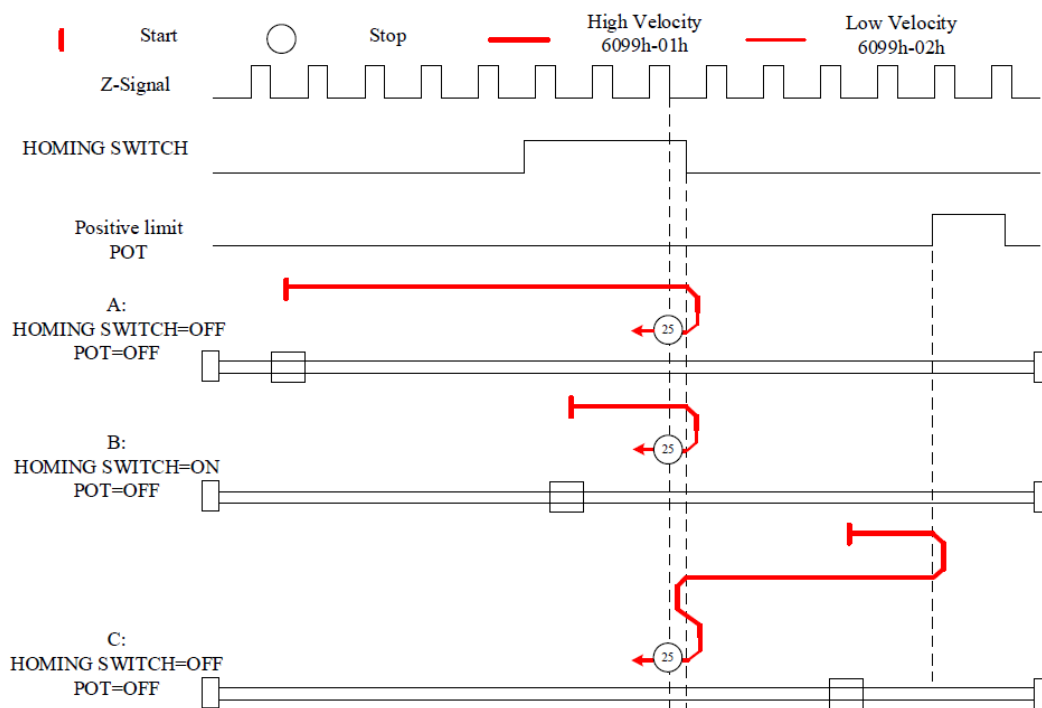 Start
Stop
High Velocity
6099h-01h
Low Velocity
6099h-02h
Z-Signal
HOMING SWITCH
Positive limit
POT
A:
HOMING SWITCH=OFF
POT=OFF
25
B:
HOMING SWITCH=ON
POT=OFF
25
C:
HOMING SWITCH=OFF
POT=OFF
25